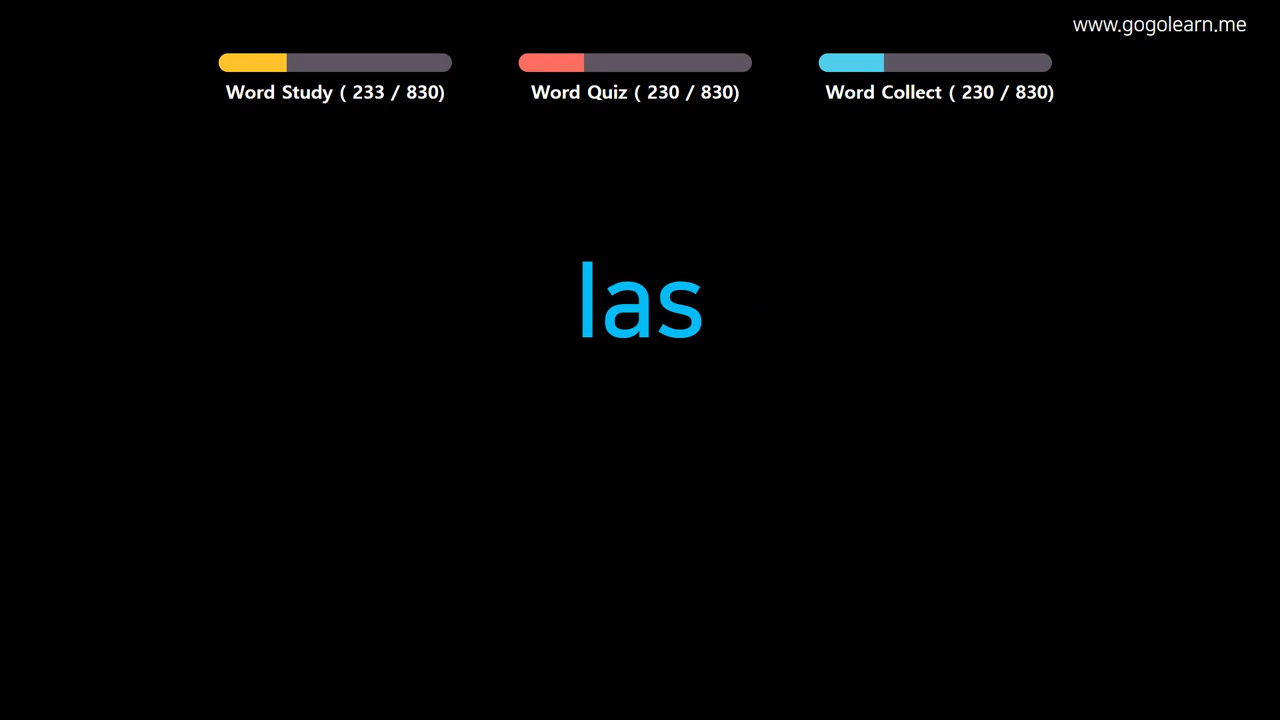 www.gogolearn.me
Word Study ( 233 / 830)
Word Quiz ( 230 / 830)
Word Collect ( 230 / 830)
las